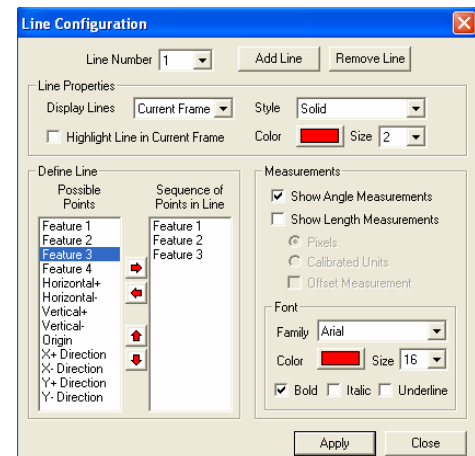 Line Configuration
Line Number 1 Add Line Remove Line
Line Properties
Display Lines Current Frame Style Solid
Highlight Line in Current Frame Color Size 2
Define Line
Possible Points
Sequence of Points in Line
Feature 1
Feature 2
Feature 3
Feature 4
Horizontal+
Horizontal-
Vertical+
Vertical-
Origin
X+ Direction
X- Direction
Y+ Direction
Y- Direction
Feature 1
Feature 2
Feature 3
Measurements
Show Angle Measurements
Show Length Measurements
Pixels
Calibrated Units
Offset Measurement
Font
Family Arial
Color Size 16
Bold Italic Underline
Apply Close